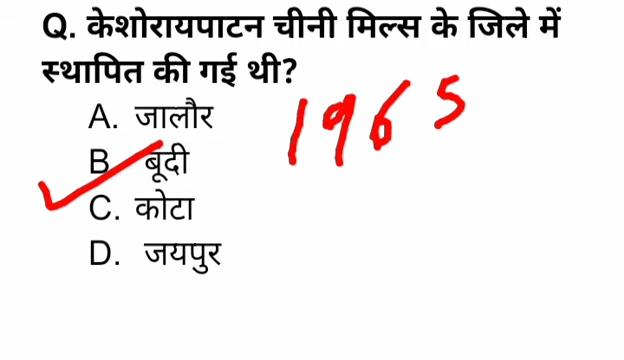 Q. केशोरायपाटन चीनी मिल्स के जिले में
स्थापित की गई थी?
A. जालौर
1965
B. बूदी
C. कोटा
D. जयपुर